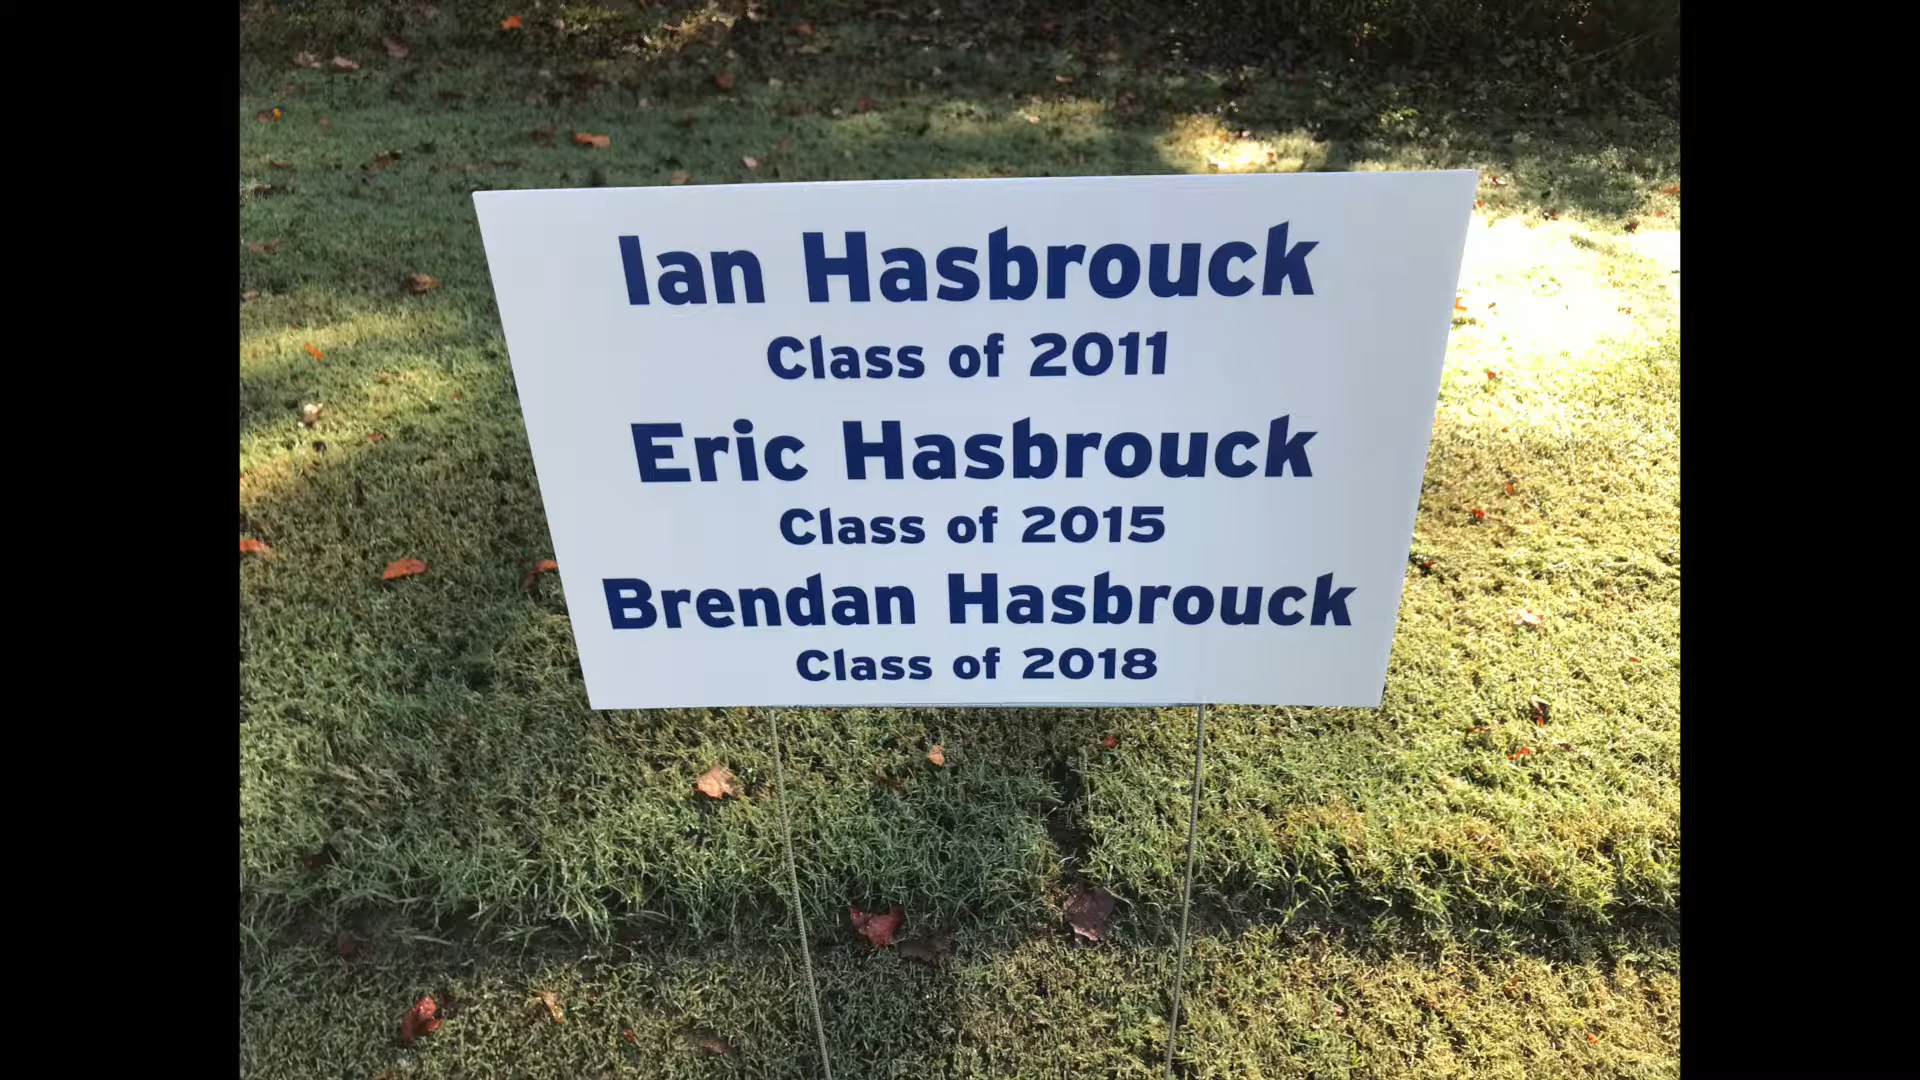 Ian Hasbrouck
Class of 2011
Eric Hasbrouck
Class of 2015
Brendan Hasbrouck
Class of 2018